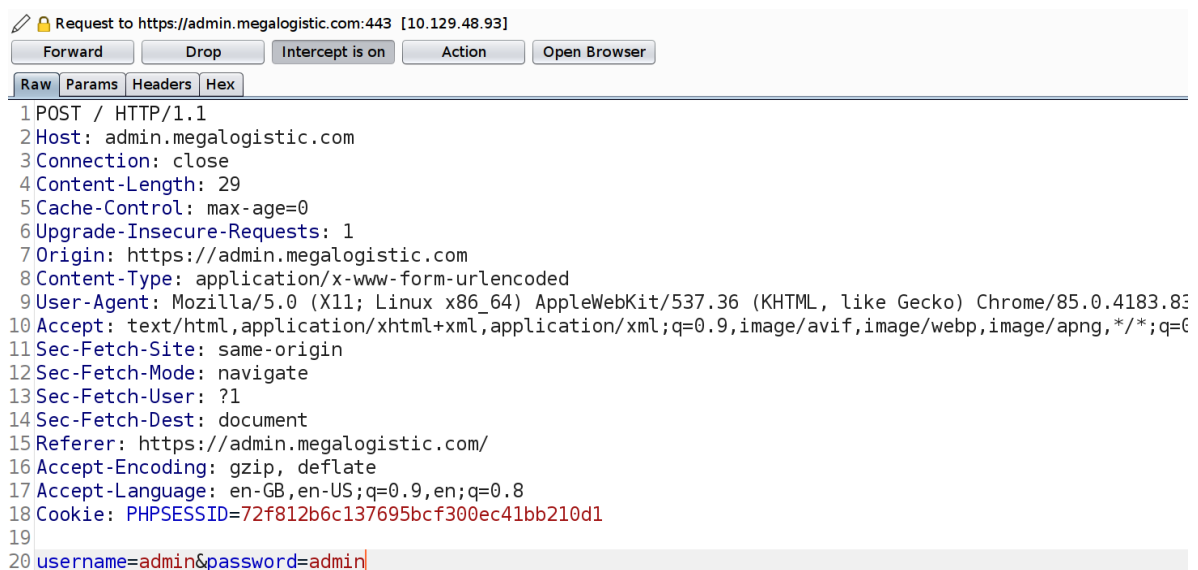 Request to https://admin.megalogistic.com:443 [10.129.48.93]
Forward Drop Intercept is on Action Open Browser
Raw Params Headers Hex
1 POST / HTTP/1.1
2 Host: admin.megalogistic.com
3 Connection: close
4 Content-Length: 29
5 Cache-Control: max-age=0
6 Upgrade-Insecure-Requests: 1
7 Origin: https://admin.megalogistic.com
8 Content-Type: application/x-www-form-urlencoded
9 User-Agent: Mozilla/5.0 (X11; Linux x86_64) AppleWebKit/537.36 (KHTML, like Gecko) Chrome/85.0.4183.83
10 Accept: text/html,application/xhtml+xml,application/xml;q=0.9,image/avif,image/webp,image/apng,*/*;q=0
11 Sec-Fetch-Site: same-origin
12 Sec-Fetch-Mode: navigate
13 Sec-Fetch-User: ?1
14 Sec-Fetch-Dest: document
15 Referer: https://admin.megalogistic.com/
16 Accept-Encoding: gzip, deflate
17 Accept-Language: en-GB,en-US;q=0.9,en;q=0.8
18 Cookie: PHPSESSID=72f812b6c137695bcf300ec41bb210d1
19
20 username=admin&password=admin